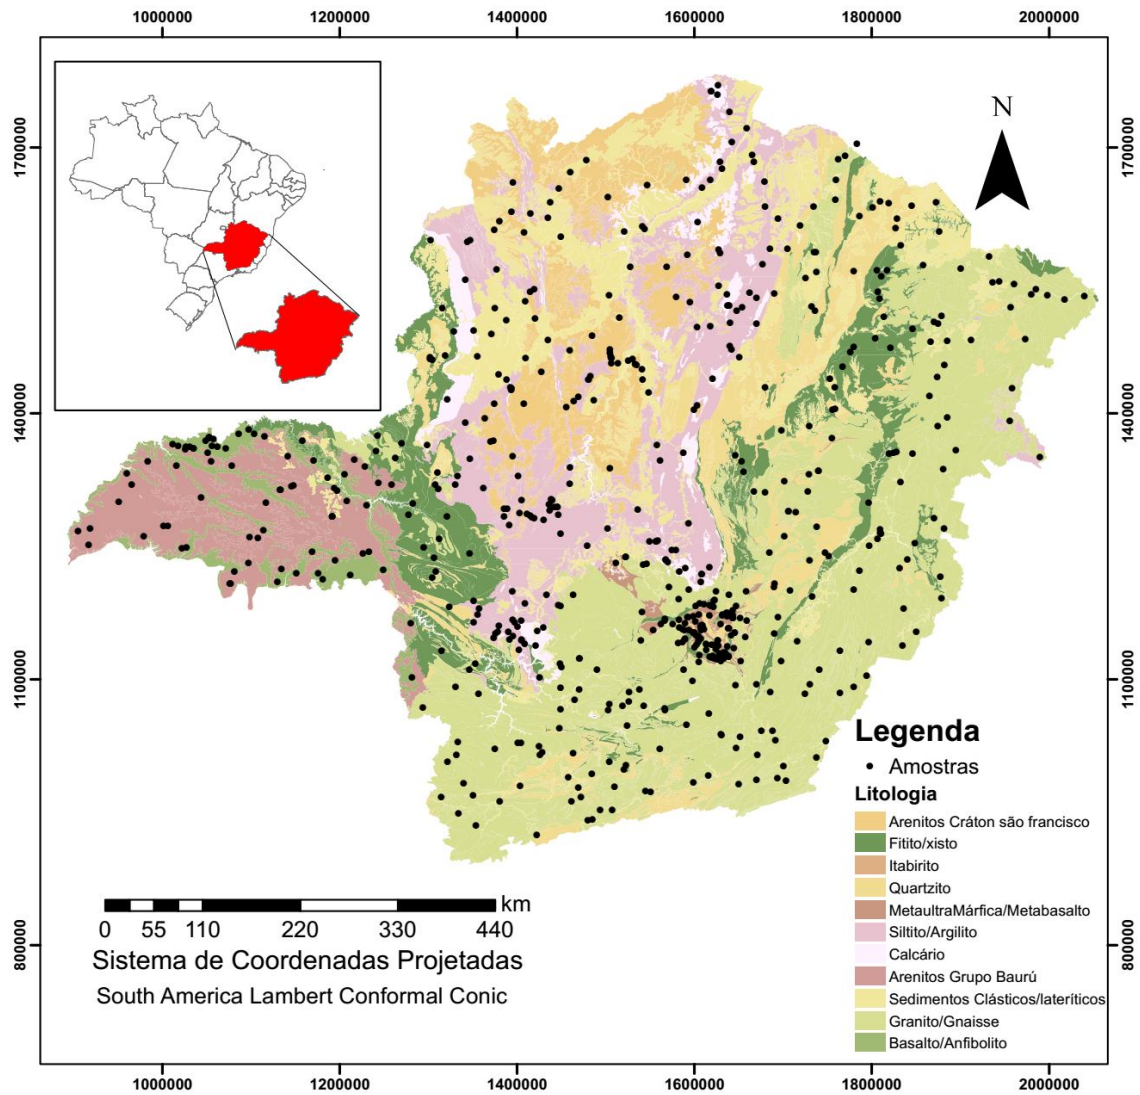 1000000 1200000 1400000 1600000 1800000 2000000
1700000 1700000
N
1400000 1400000
1100000 1100000
Legenda
Amostras
Litologia
Arenitos Cráton são francisco
Fitito/xisto
Itabirito
Quartzito
MetaultraMárfica/Metabasalto
Siltito/Argilito
Calcário
Arenitos Grupo Baurú
Sedimentos Clásticos/lateríticos
Granito/Gnaisse
Basalto/Anfibolito
km
0 55 110 220 330 440
800000 800000
Sistema de Coordenadas Projetadas
South America Lambert Conformal Conic
1000000 1200000 1400000 1600000 1800000 2000000